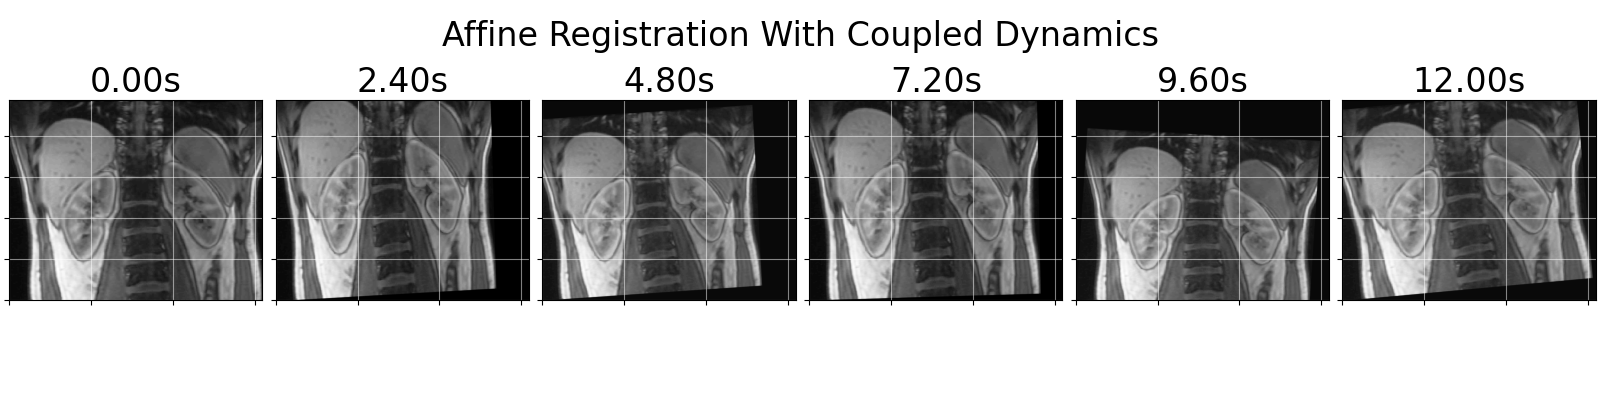 Affine Registration With Coupled Dynamics
0.00s 2.40s 4.80s 7.20s 9.60s 12.00s